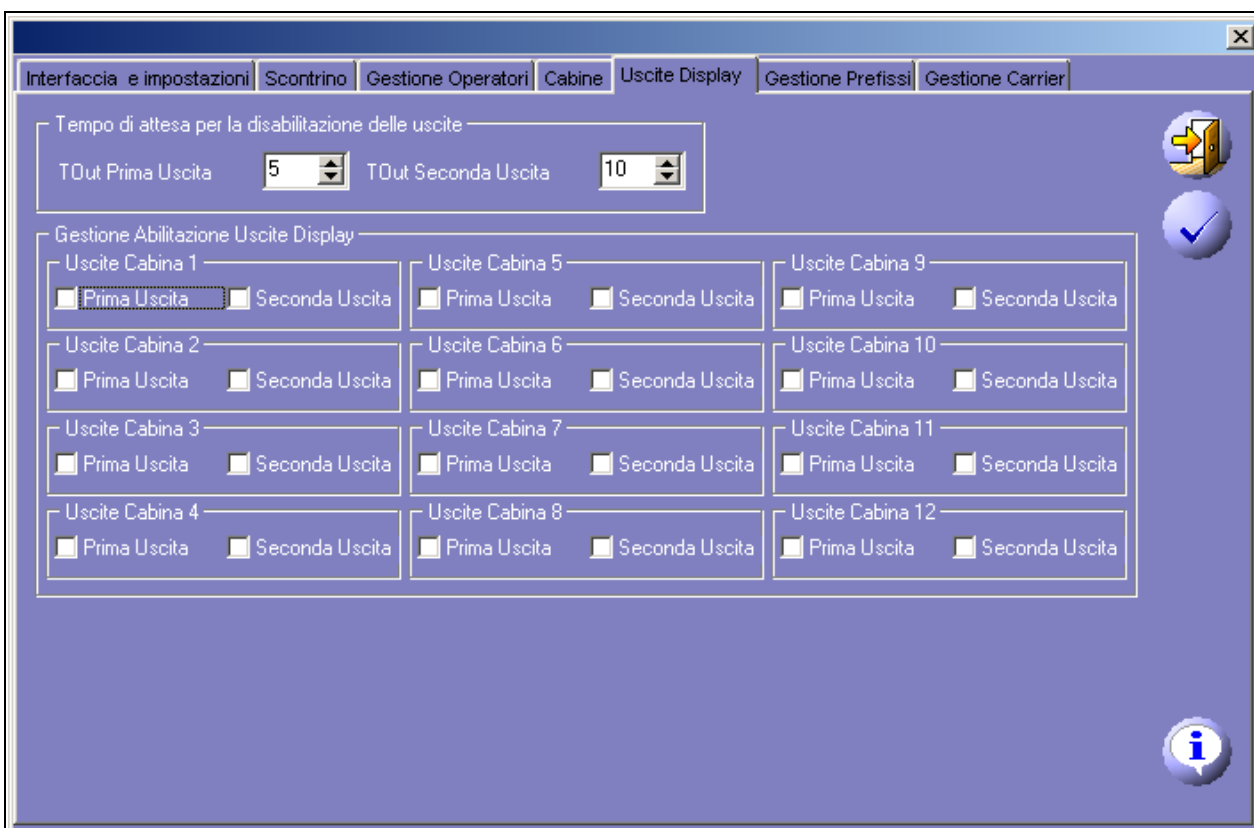 Interfaccia e impostazioni Scontrino Gestione Operatori Cabine Uscite Display Gestione Prefissi Gestione Carrier
Tempo di attesa per la disabilitazione delle uscite
TOut Prima Uscita 5 TOut Seconda Uscita 10
Gestione Abilitazione Uscite Display
Uscite Cabina 1 Uscite Cabina 5 Uscite Cabina 9
Prima Uscita Seconda Uscita Prima Uscita Seconda Uscita Prima Uscita Seconda Uscita
Uscite Cabina 2 Uscite Cabina 6 Uscite Cabina 10
Prima Uscita Seconda Uscita Prima Uscita Seconda Uscita Prima Uscita Seconda Uscita
Uscite Cabina 3 Uscite Cabina 7 Uscite Cabina 11
Prima Uscita Seconda Uscita Prima Uscita Seconda Uscita Prima Uscita Seconda Uscita
Uscite Cabina 4 Uscite Cabina 8 Uscite Cabina 12
Prima Uscita Seconda Uscita Prima Uscita Seconda Uscita Prima Uscita Seconda Uscita